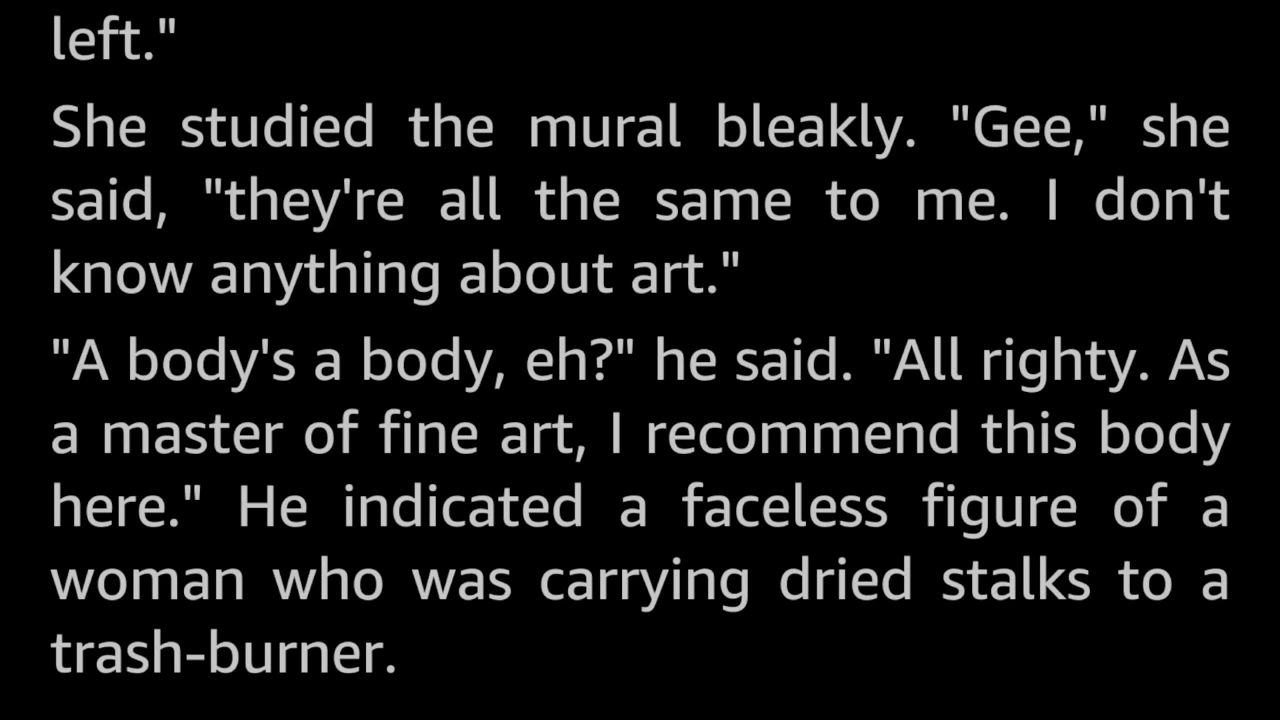 left."
She studied the mural bleakly. "Gee," she
said, "they're all the same to me. I don't
know anything about art."
"A body's a body, eh?" he said. "All righty. As
a master of fine art, I recommend this body
here." He indicated a faceless figure of a
woman who was carrying dried stalks to a
trash-burner.